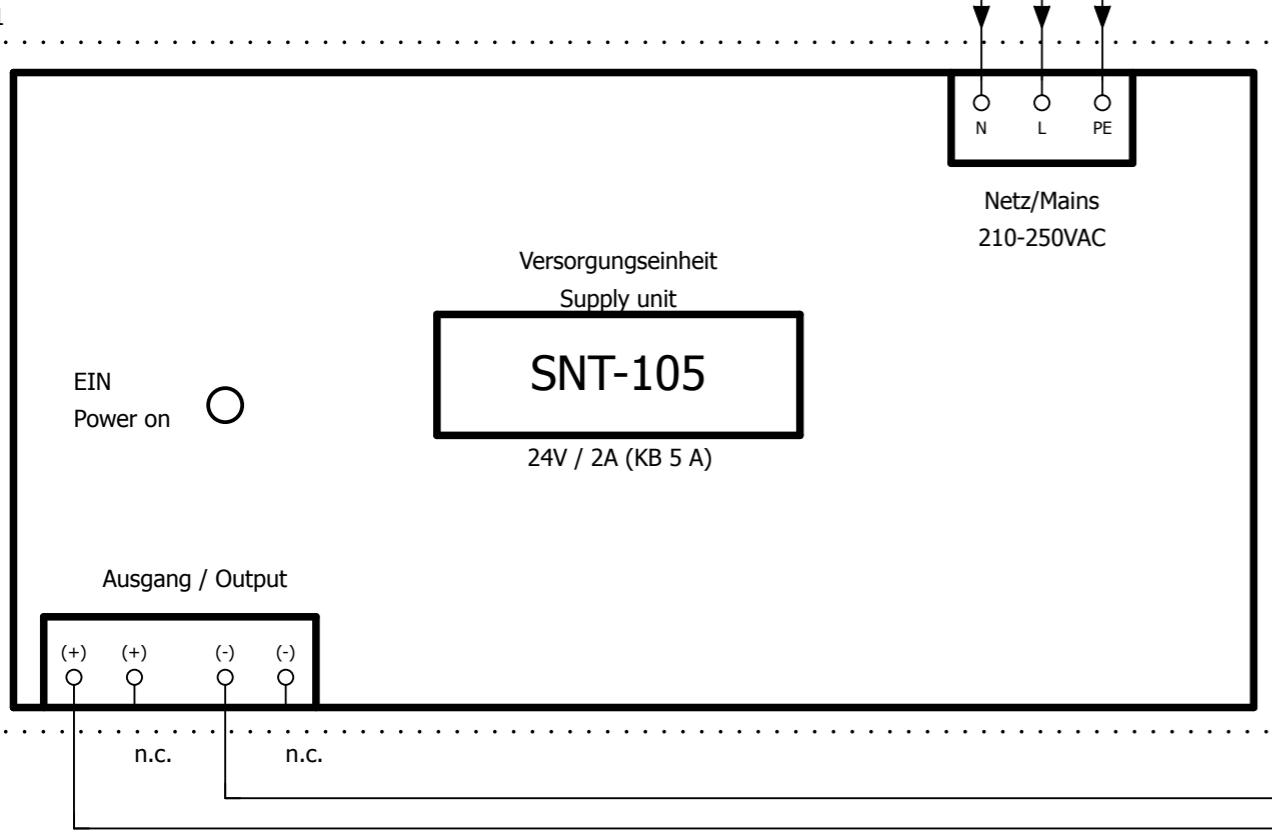 1
N L PE
Netz/Mains
210-250VAC
Versorgungseinheit
Supply unit
SNT-105
24V / 2A (KB 5 A)
EIN
Power on
Ausgang / Output
(+) (+) (-) (-)
n.c. n.c.